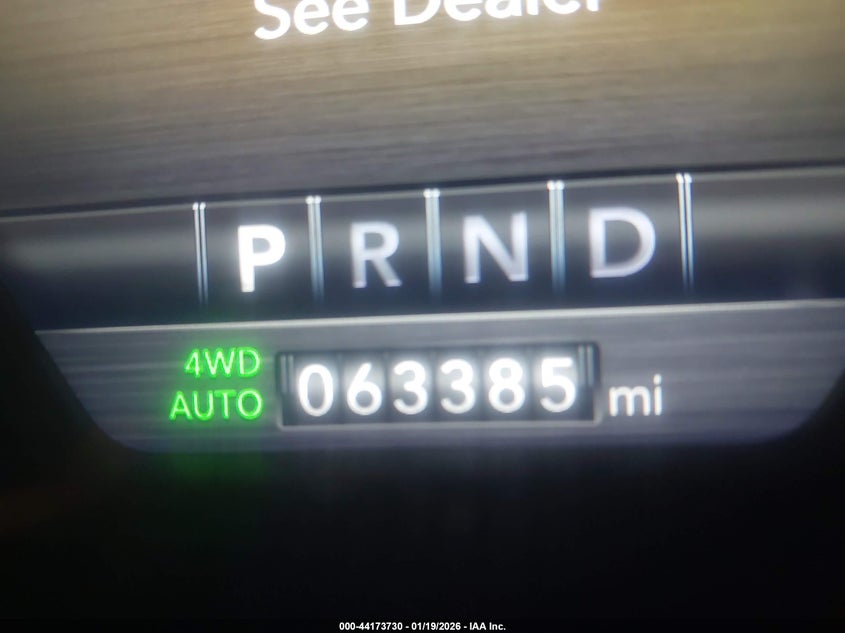 See Dealer
P R N D
4WD
AUTO
063385 mi
000-44173730 - 01/19/2026 - IAA Inc.